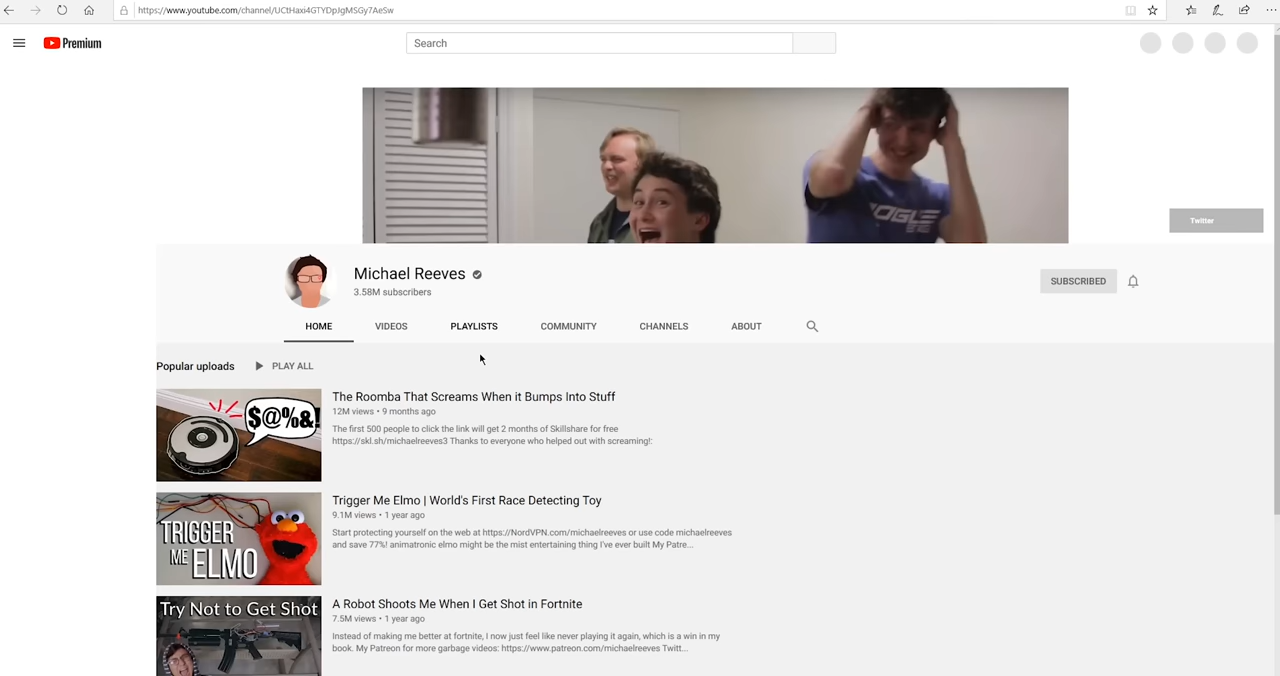 https://www.youtube.com/channel/UCtHaxi4GTYDpJgMSGy7AeSw
Premium
Search
OGLE
Twitter
Michael Reeves
3.58M subscribers
SUBSCRIBED
HOME VIDEOS PLAYLISTS COMMUNITY CHANNELS ABOUT
Popular uploads PLAY ALL
$@%&!
The Roomba That Screams When it Bumps Into Stuff
12M views • 9 months ago
The first 500 people to click the link will get 2 months of Skillshare for free
https://skl.sh/michaelreeves3 Thanks to everyone who helped out with screaming!:
TRIGGER
ME ELMO
Trigger Me Elmo | World's First Race Detecting Toy
9.1M views • 1 year ago
Start protecting yourself on the web at https://NordVPN.com/michaelreeves or use code michaelreeves
and save 77%! animatronic elmo might be the mist entertaining thing I've ever built My Patre...
Try Not to Get Shot
A Robot Shoots Me When I Get Shot in Fortnite
7.5M views • 1 year ago
Instead of making me better at fortnite, I now just feel like never playing it again, which is a win in my
book. My Patreon for more garbage videos: https://www.patreon.com/michaelreeves Twitt...